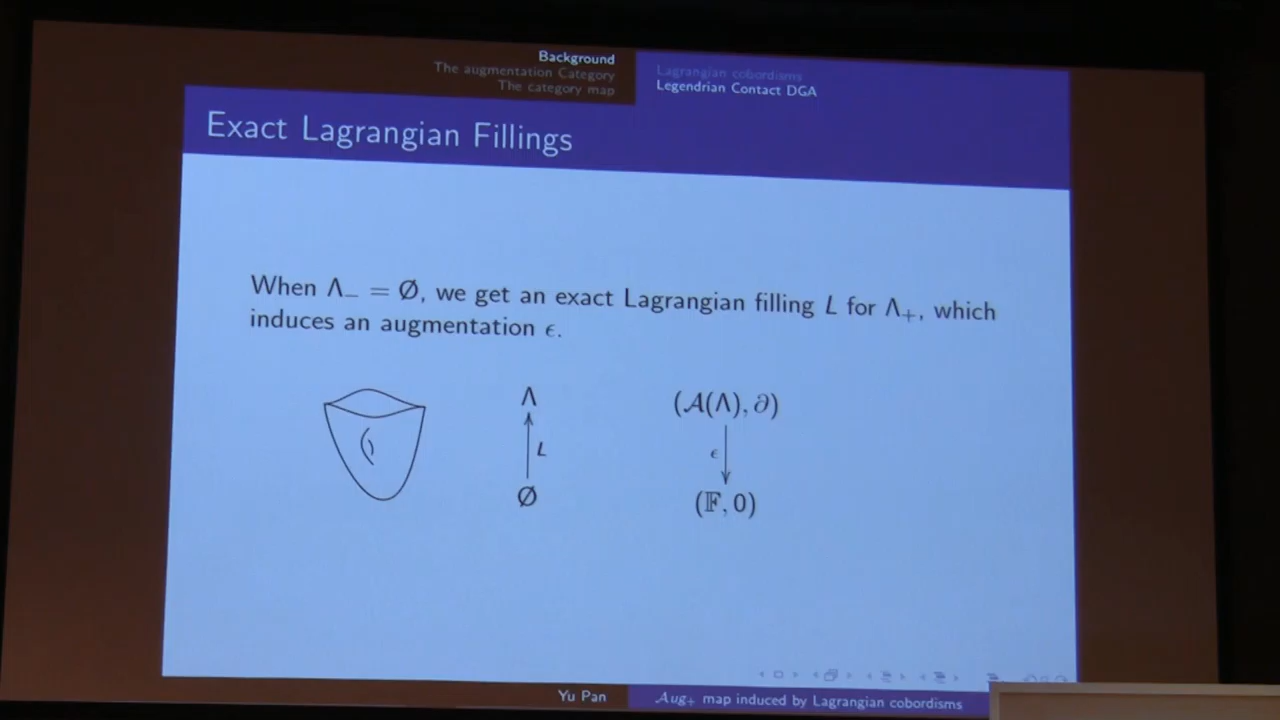 Background
The augmentation Category
The category map
Lagrangian cobordisms
Legendrian Contact DGA
Exact Lagrangian Fillings
When Λ₋ = Ø, we get an exact Lagrangian filling L for Λ₊, which
induces an augmentation ϵ.
Λ
L
Ø
(𝒜(Λ), ∂)
ϵ
(𝔽, 0)
Yu Pan
𝒜ug₊ map induced by Lagrangian cobordisms